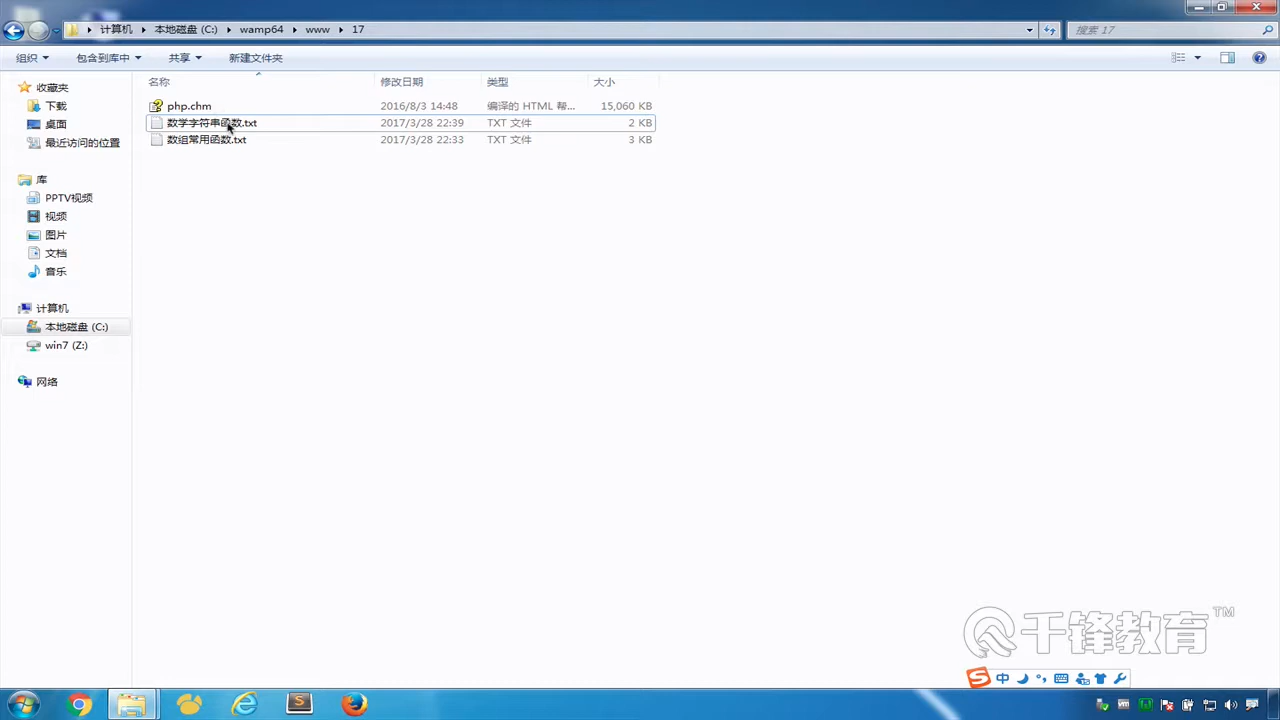 计算机 本地磁盘 (C:) wamp64 www 17 搜索 17
组织 包含到库中 共享 新建文件夹
名称 修改日期 类型 大小
php.chm 2016/8/3 14:48 编译的 HTML 帮... 15,060 KB
数学字符串函数.txt 2017/3/28 22:39 TXT 文件 2 KB
数组常用函数.txt 2017/3/28 22:33 TXT 文件 3 KB
收藏夹
下载
桌面
最近访问的位置
库
PPTV视频
视频
图片
文档
音乐
计算机
本地磁盘 (C:)
win7 (Z:)
网络
千锋教育™
S 中
S